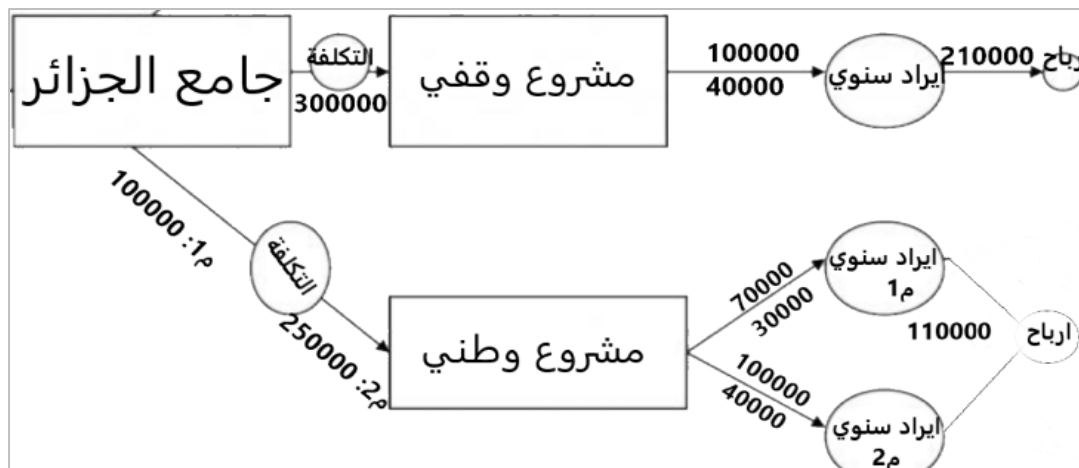 جامع الجزائر
التكلفة
300000
مشروع وقفي
100000
40000
ايراد سنوي
210000
رباح
م1: 100000
التكلفة
م2: 250000
مشروع وطني
70000
30000
ايراد سنوي
م1
100000
40000
ايراد سنوي
م2
110000
ارباح